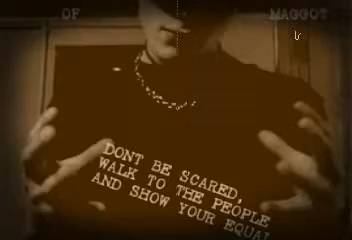 OF MAGGOT
DONT BE SCARED,
WALK TO THE PEOPLE
AND SHOW YOUR EQUAL